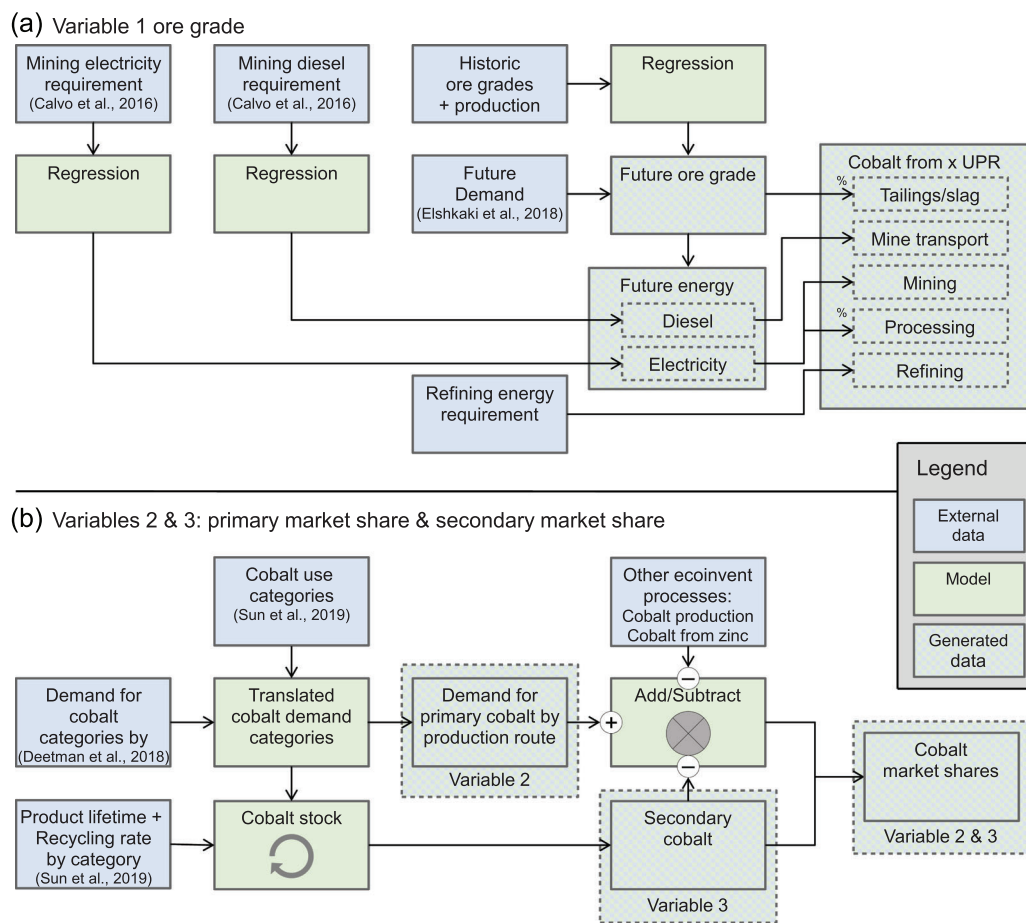 (a) Variable 1 ore grade
Mining electricity
requirement
(Calvo et al., 2016)
Mining diesel
requirement
(Calvo et al., 2016)
Historic
ore grades
+ production
Regression
Regression
Regression
Future
Demand
(Elshkaki et al., 2018)
Future ore grade
Cobalt from x UPR
%
Tailings/slag
Mine transport
Mining
%
Processing
Refining
Future energy
Diesel
Electricity
Refining energy
requirement
Legend
External
data
Model
Generated
data
(b) Variables 2 & 3: primary market share & secondary market share
Cobalt use
categories
(Sun et al., 2019)
Other ecoinvent
processes:
Cobalt production
Cobalt from zinc
Demand for
cobalt
categories by
(Deetman et al., 2018)
Translated
cobalt demand
categories
Demand for
primary cobalt by
production route
Variable 2
+
−
Add/Subtract
−
Cobalt
market shares
Variable 2 & 3
Product lifetime +
Recycling rate
by category
(Sun et al., 2019)
Cobalt stock
Secondary
cobalt
Variable 3